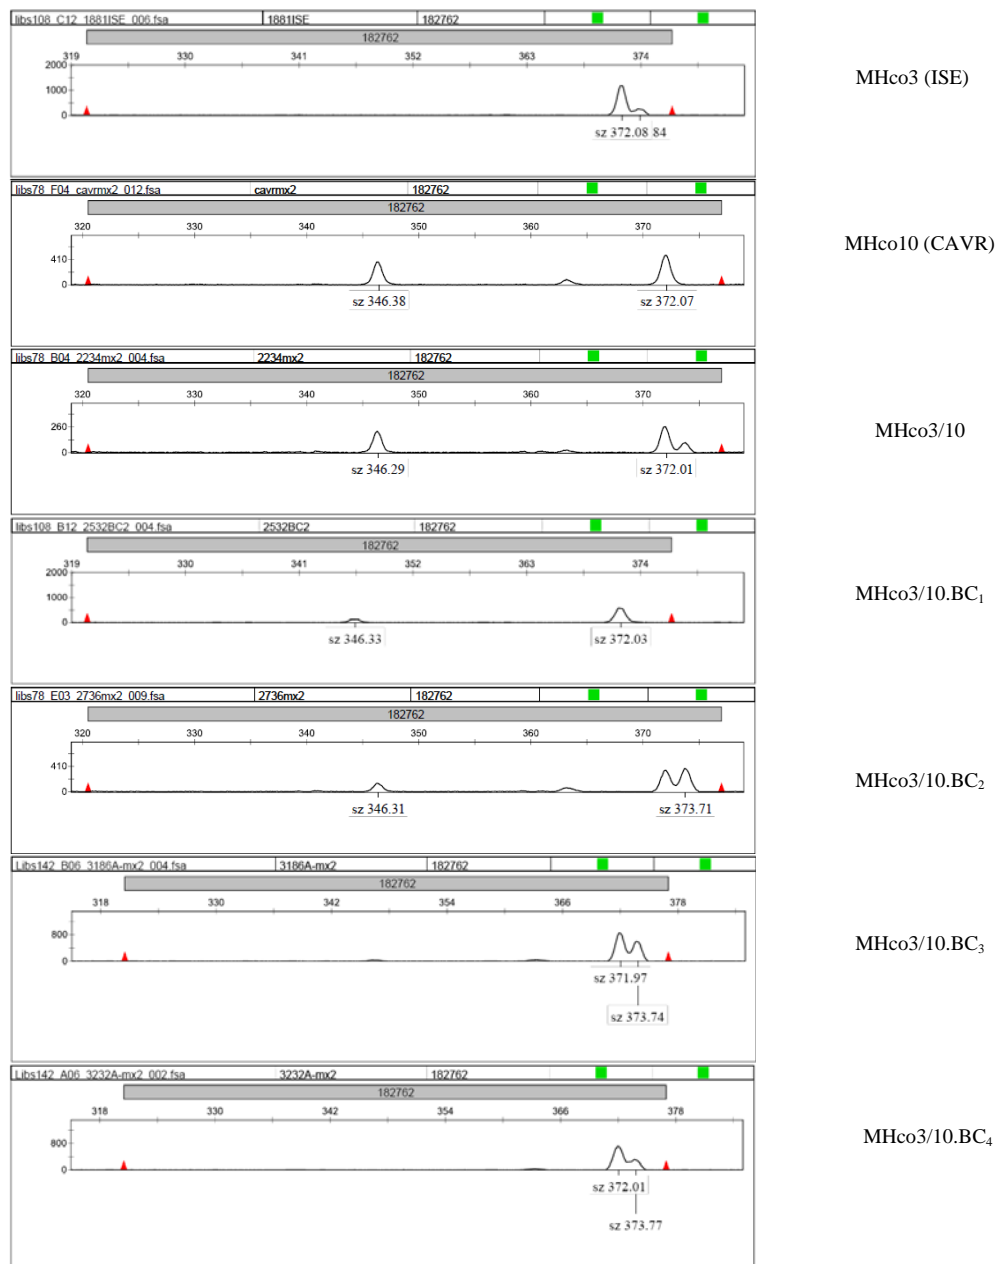 libs108_C12_1881ISE_006.fsa 1881ISE 182762
182762
319 330 341 352 363 374
2000
1000
0
sz 372.08 84
MHco3 (ISE)
libs78_F04_cavrmx2_012.fsa cavrmx2 182762
182762
320 330 340 350 360 370
410
0
sz 346.38 sz 372.07
MHco10 (CAVR)
libs78_B04_2234mx2_004.fsa 2234mx2 182762
182762
320 330 340 350 360 370
260
0
sz 346.29 sz 372.01
MHco3/10
libs108_B12_2532BC2_004.fsa 2532BC2 182762
182762
319 330 341 352 363 374
2000
1000
0
sz 346.33 sz 372.03
MHco3/10.BC1
libs78_E03_2736mx2_009.fsa 2736mx2 182762
182762
320 330 340 350 360 370
410
0
sz 346.31 sz 373.71
MHco3/10.BC2
Libs142_B06_3186A-mx2_004.fsa 3186A-mx2 182762
182762
318 330 342 354 366 378
800
0
sz 371.97
sz 373.74
MHco3/10.BC3
Libs142_A06_3232A-mx2_002.fsa 3232A-mx2 182762
182762
318 330 342 354 366 378
800
0
sz 372.01
sz 373.77
MHco3/10.BC4